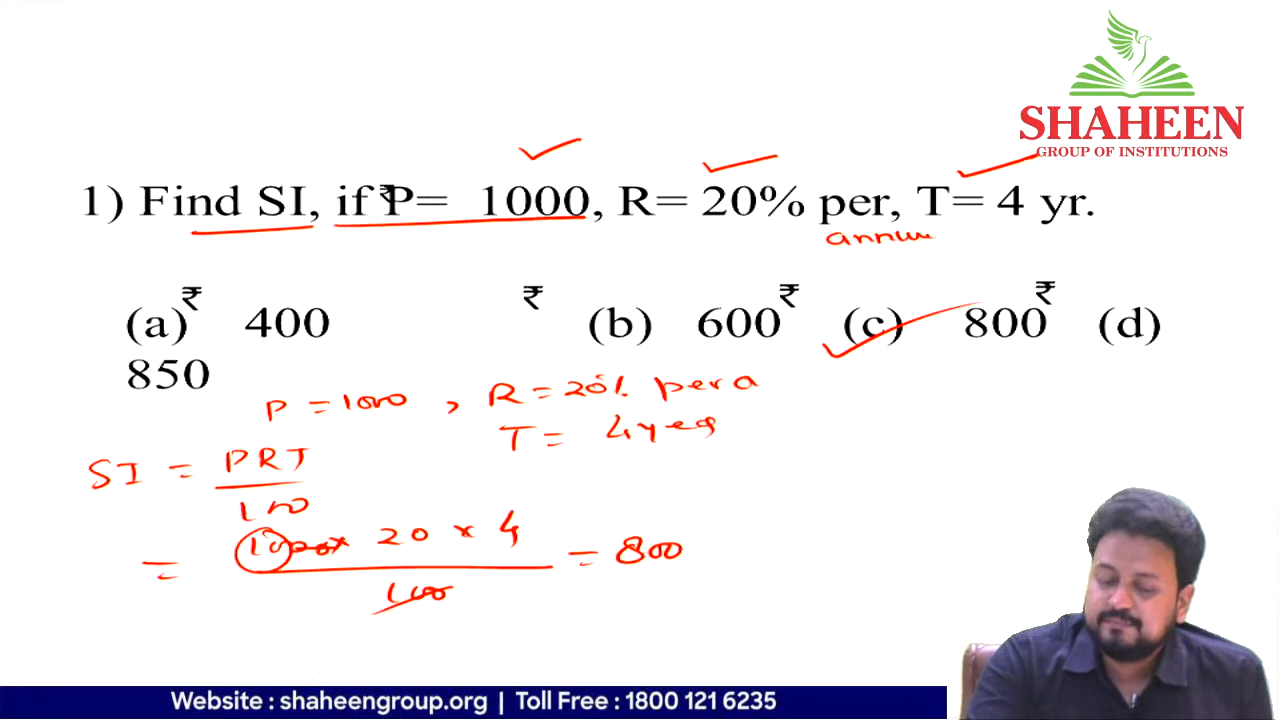 SHAHEEN
GROUP OF INSTITUTIONS
1) Find SI, if ₹P= 1000, R= 20% per, T= 4 yr.
annum
(a) ₹ 400 ₹ (b) 600 ₹ (c) 800 ₹ (d)
850
P = 1000 , R = 20% per a
T = 4 yea
SI = PRT
100
= 1000 x 20 x 4 = 800
100
Website : shaheengroup.org | Toll Free : 1800 121 6235